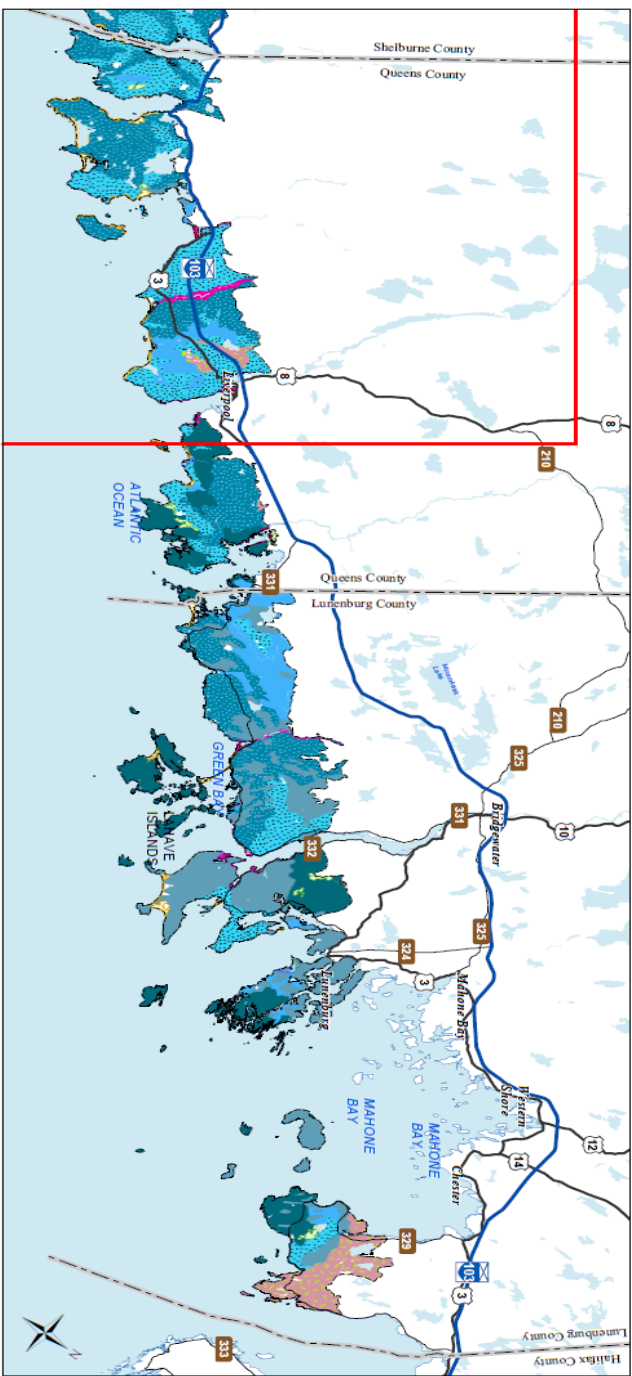 Shelburne County
Queens County
103
3
8
8
Liverpool
210
ATLANTIC
OCEAN
331
Queens County
Lunenburg County
Minamkeak
Lake
210
325
GREEN BAY
Bridgewater
331
10
332
LAHAVE
ISLANDS
325
324
3
Lunenburg
Mahone Bay
Western
Shore
MAHONE
BAY
MAHONE
BAY
12
14
Chester
329
103
3
Lunenburg County
Halifax County
333
N